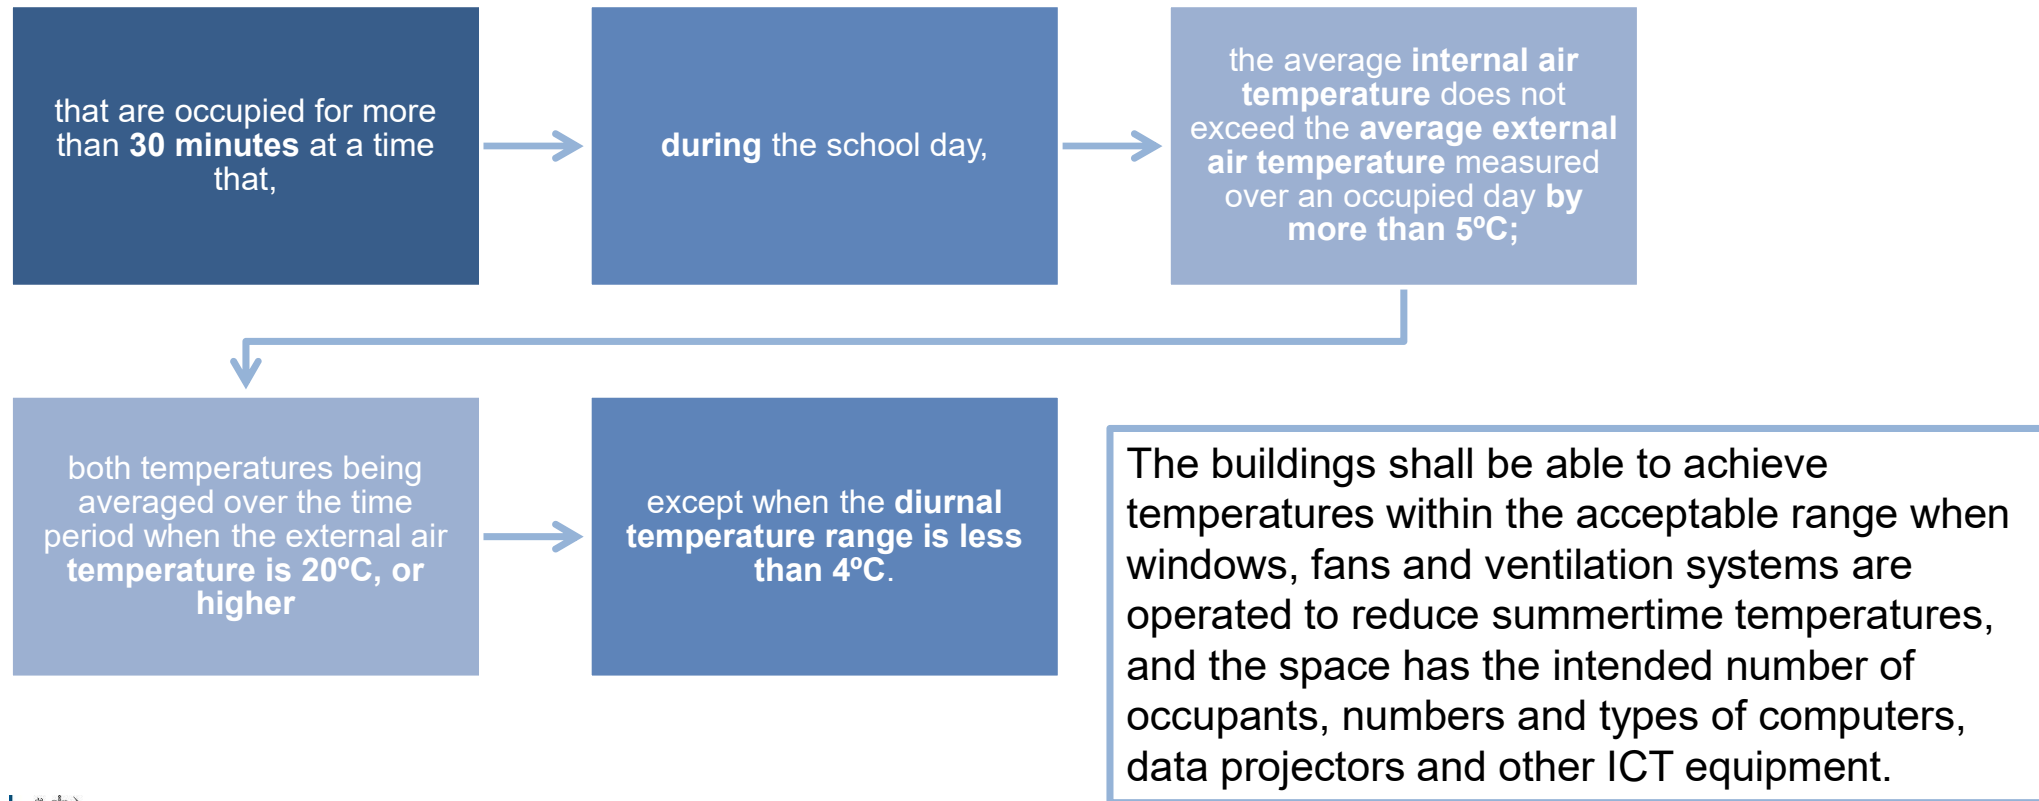 that are occupied for more
than 30 minutes at a time
that,
during the school day,
the average internal air
temperature does not
exceed the average external
air temperature measured
over an occupied day by
more than 5ºC;
both temperatures being
averaged over the time
period when the external air
temperature is 20ºC, or
higher
except when the diurnal
temperature range is less
than 4ºC.
The buildings shall be able to achieve
temperatures within the acceptable range when
windows, fans and ventilation systems are
operated to reduce summertime temperatures,
and the space has the intended number of
occupants, numbers and types of computers,
data projectors and other ICT equipment.